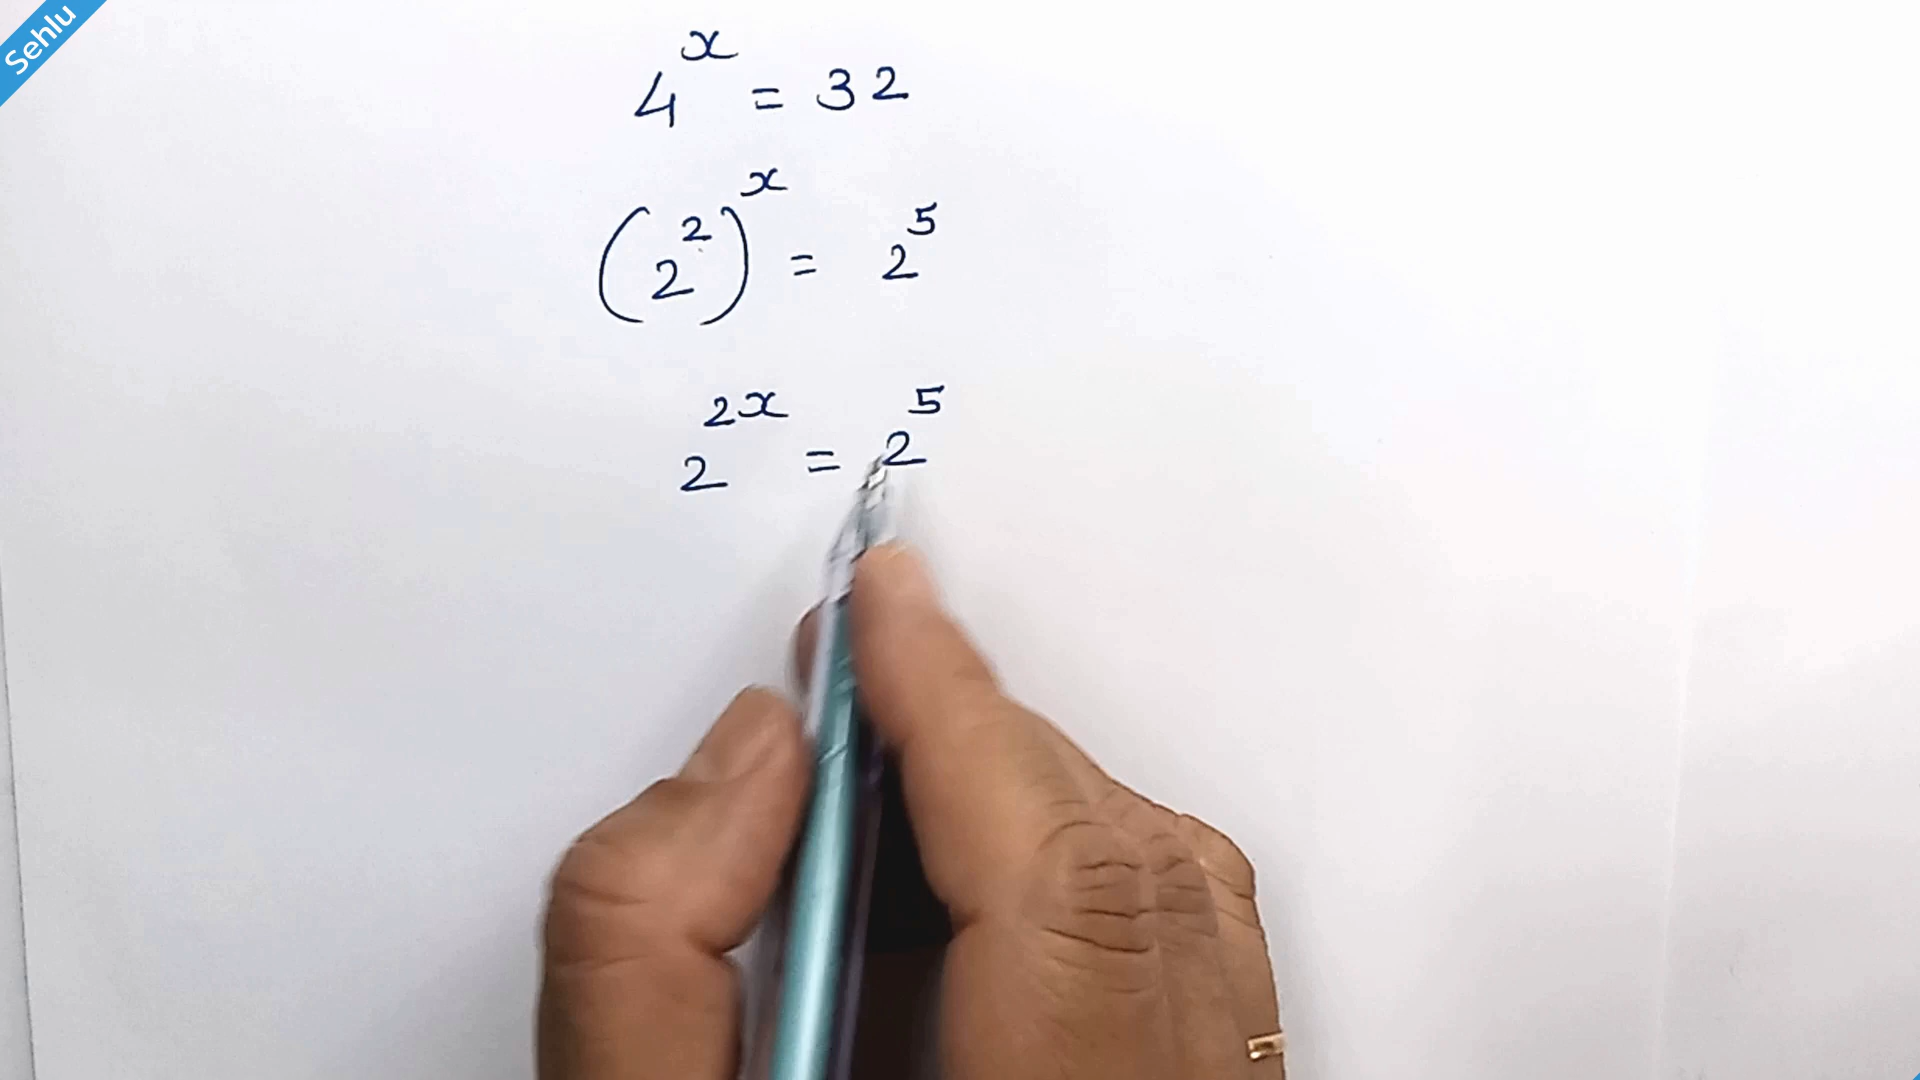 Sehlu
4^x = 32
(2^2)^x = 2^5
2^2x = 2^5